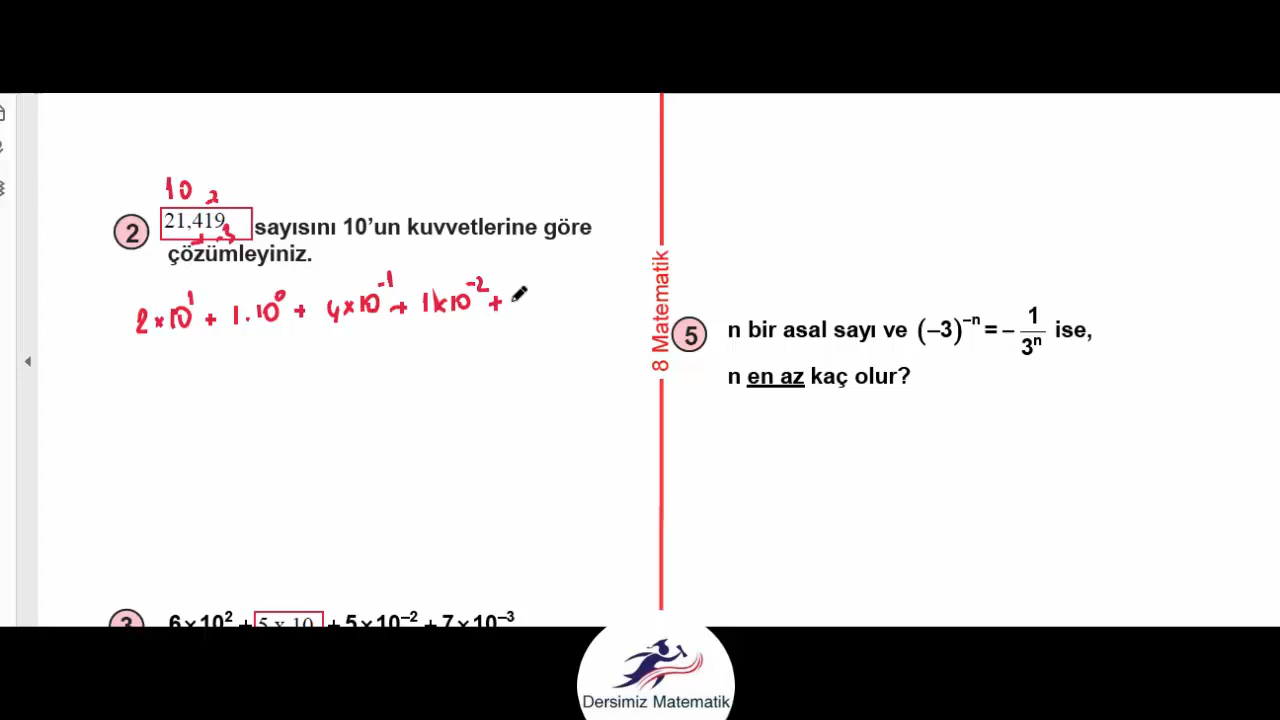 10 2
2 21,419 sayısını 10’un kuvvetlerine göre
-1 -3
çözümleyiniz.
2×10¹ + 1.10⁰ + 4×10⁻¹ + 1×10⁻² +
3 6×10² + 5 x 10 + 5×10⁻² + 7×10⁻³
8 Matematik
5 n bir asal sayı ve (–3)⁻ⁿ = – 1/3ⁿ ise,
n en az kaç olur?
Dersimiz Matematik